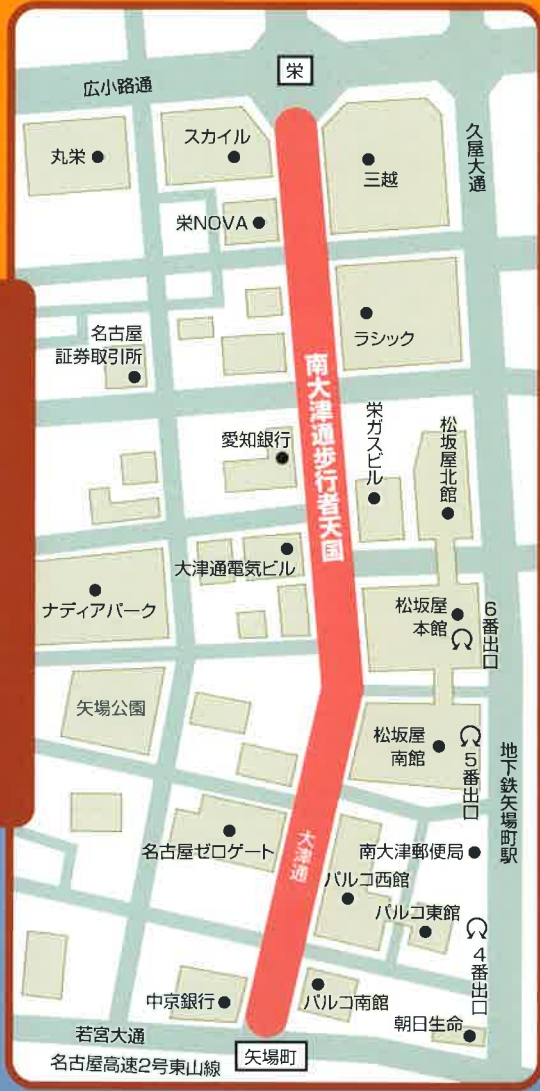 栄
広小路通
丸栄
スカイル
三越
久屋大通
栄NOVA
ラシック
名古屋
証券取引所
南大津通歩行者天国
愛知銀行
栄ガスビル
松坂屋北館
大津通電気ビル
ナディアパーク
松坂屋
本館
6番出口
矢場公園
松坂屋
南館
5番出口
地下鉄矢場町駅
名古屋ゼロゲート
大津通
南大津郵便局
パルコ西館
パルコ東館
4番出口
中京銀行
パルコ南館
朝日生命
若宮大通
矢場町
名古屋高速2号東山線